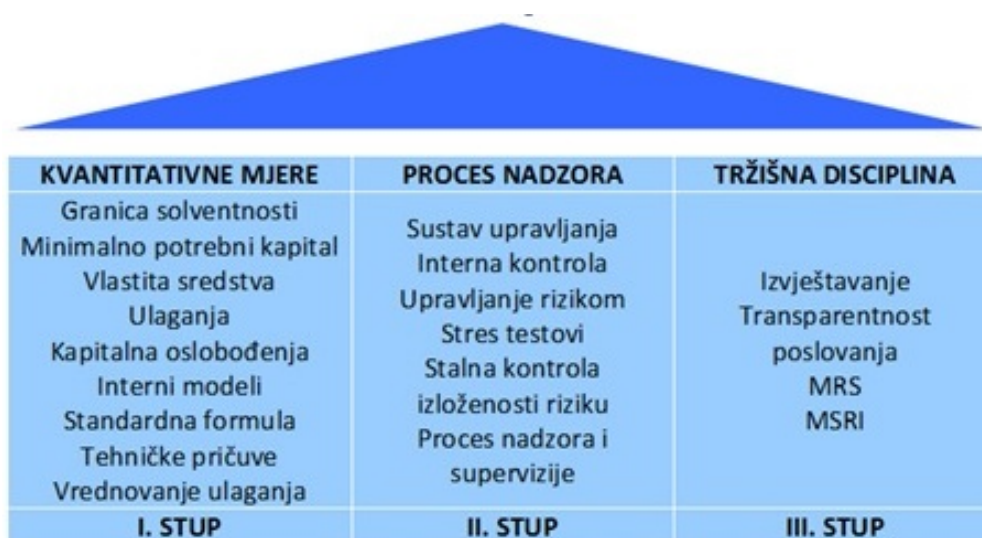 KVANTITATIVNE MJERE
Granica solventnosti
Minimalno potrebni kapital
Vlastita sredstva
Ulaganja
Kapitalna oslobođenja
Interni modeli
Standardna formula
Tehničke pričuve
Vrednovanje ulaganja
I. STUP
PROCES NADZORA
Sustav upravljanja
Interna kontrola
Upravljanje rizikom
Stres testovi
Stalna kontrola
izloženosti riziku
Proces nadzora i
supervizije
II. STUP
TRŽIŠNA DISCIPLINA
Izvještavanje
Transparentnost
poslovanja
MRS
MSRI
III. STUP